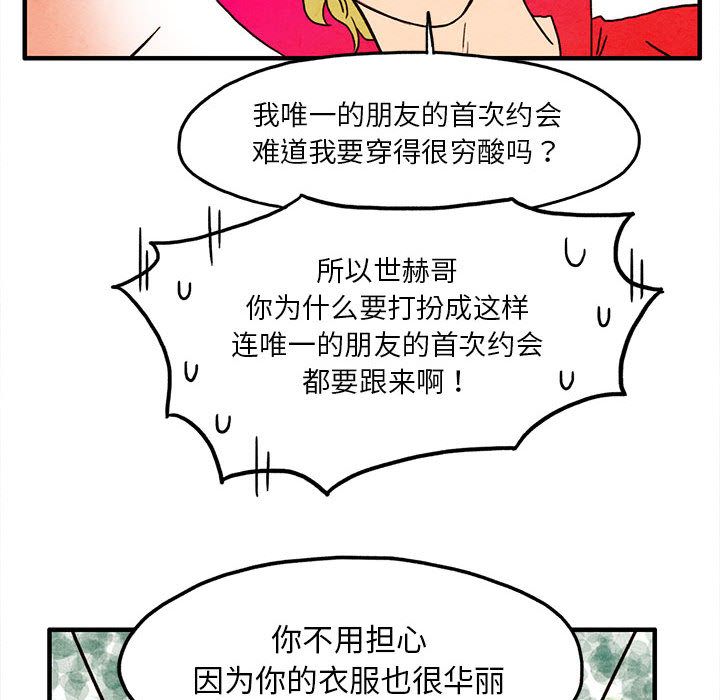 我唯一的朋友的首次约会
难道我要穿得很穷酸吗？
所以世赫哥
你为什么要打扮成这样
连唯一的朋友的首次约会
都要跟来啊！
你不用担心
因为你的衣服也很华丽